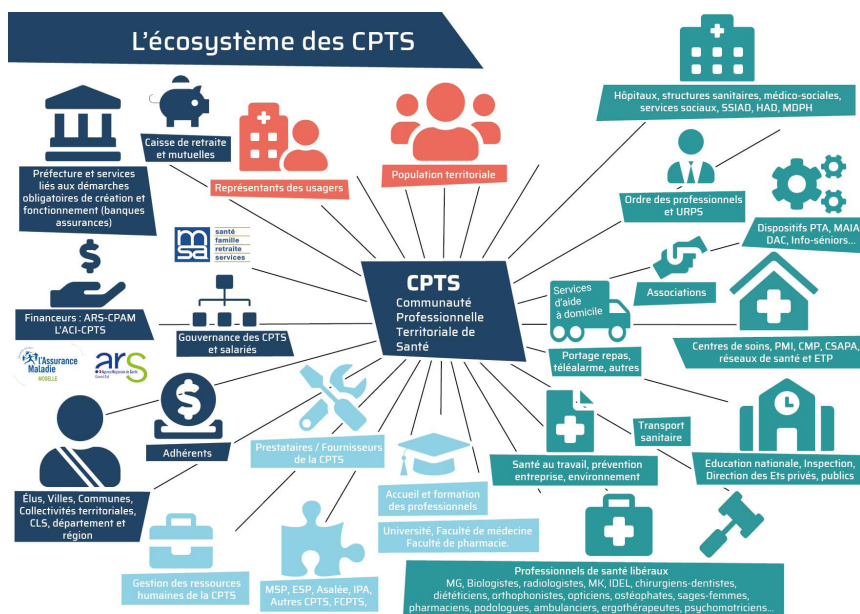 L'écosystème des CPTS
Hôpitaux, structures sanitaires, médico-sociales,
services sociaux, SSIAD, HAD, MDPH
Caisse de retraite
et mutuelles
Préfecture et services
liés aux démarches
obligatoires de création et
fonctionnement (banques
assurances)
Représentants des usagers
Population territoriale
Ordre des professionnels
et URPS
Dispositifs PTA, MAIA,
DAC, Info-séniors...
msa
santé
famille
retraite
services
CPTS
Communauté
Professionnelle
Territoriale de
Santé
Services
d'aide
à domicile
Associations
Financeurs : ARS-CPAM
L'ACI-CPTS
Gouvernance des CPTS
et salariés
Portage repas,
téléalarme, autres
Centres de soins, PMI, CMP, CSAPA,
réseaux de santé et ETP
l'Assurance
Maladie
MOSELLE
ars
Adhérents
Prestataires / Fournisseurs
de la CPTS
Transport
sanitaire
Santé au travail, prévention
entreprise, environnement
Education nationale, Inspection,
Direction des Ets privés, publics
Élus, Villes, Communes,
Collectivités territoriales,
CLS, département et
région
Accueil et formation
des professionnels
Université, Faculté de médecine
Faculté de pharmacie.
Gestion des ressources
humaines de la CPTS
MSP, ESP, Asalée, IPA,
Autres CPTS, FCPTS,
Professionnels de santé libéraux
MG, Biologistes, radiologistes, MK, IDEL, chirurgiens-dentistes,
diététiciens, orthophonistes, opticiens, ostéophates, sages-femmes,
pharmaciens, podologues, ambulanciers, ergothérapeutes, psychomotriciens...